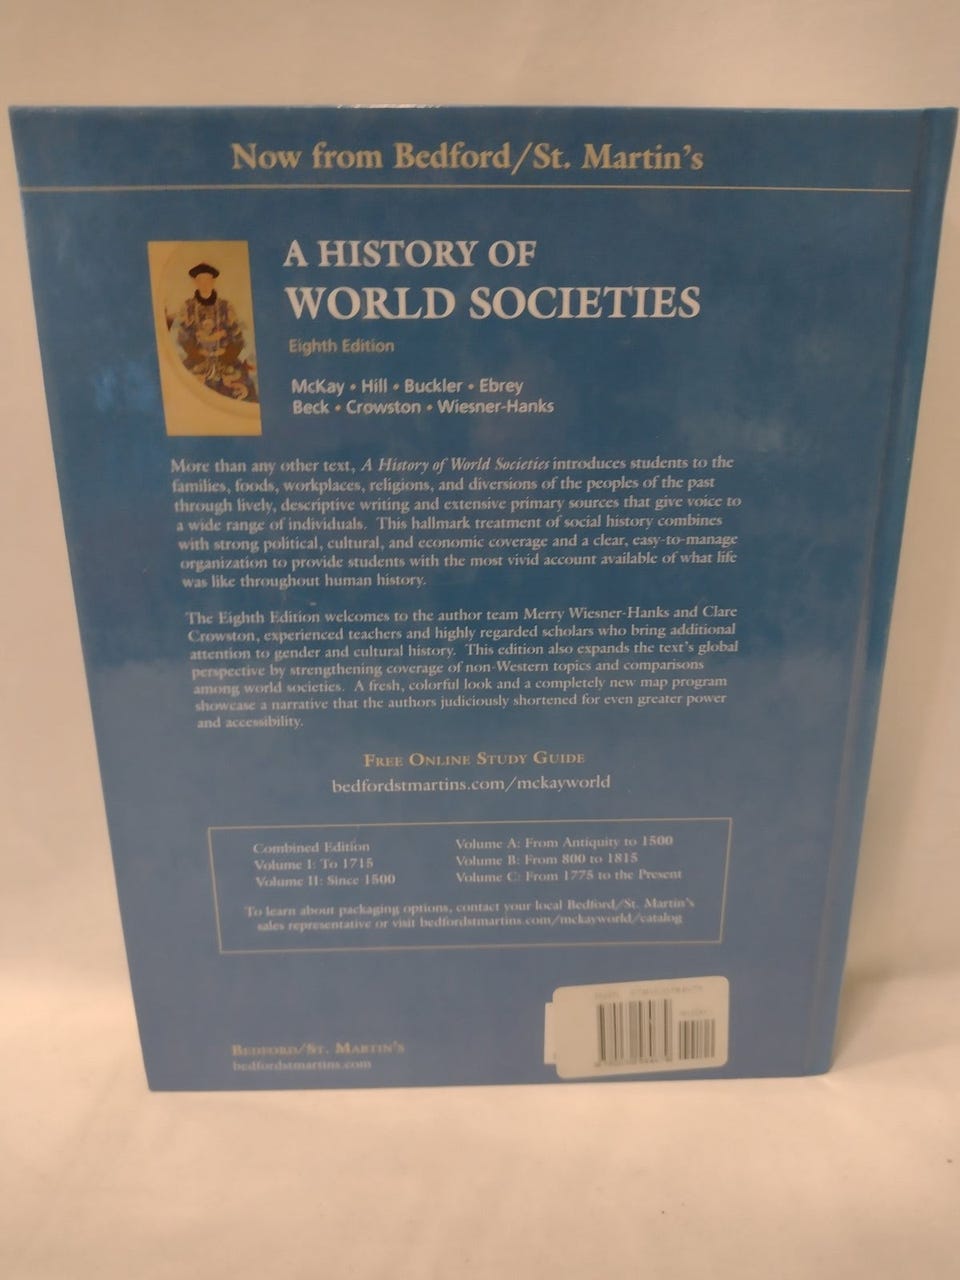 Now from Bedford/St. Martin's
A HISTORY OF
WORLD SOCIETIES
Eighth Edition
McKay • Hill • Buckler • Ebrey
Beck • Crowston • Wiesner-Hanks
More than any other text, A History of World Societies introduces students to the
families, foods, workplaces, religions, and diversions of the peoples of the past
through lively, descriptive writing and extensive primary sources that give voice to
a wide range of individuals. This hallmark treatment of social history combines
with strong political, cultural, and economic coverage and a clear, easy-to-manage
organization to provide students with the most vivid account available of what life
was like throughout human history.
The Eighth Edition welcomes to the author team Merry Wiesner-Hanks and Clare
Crowston, experienced teachers and highly regarded scholars who bring additional
attention to gender and cultural history. This edition also expands the text's global
perspective by strengthening coverage of non-Western topics and comparisons
among world societies. A fresh, colorful look and a completely new map program
showcase a narrative that the authors judiciously shortened for even greater power
and accessibility.
FREE ONLINE STUDY GUIDE
bedfordstmartins.com/mckayworld
Combined Edition
Volume I: To 1715
Volume II: Since 1500
Volume A: From Antiquity to 1500
Volume B: From 800 to 1815
Volume C: From 1775 to the Present
To learn about packaging options, contact your local Bedford/St. Martin's
sales representative or visit bedfordstmartins.com/mckayworld/catalog
BEDFORD/ST. MARTIN'S
bedfordstmartins.com